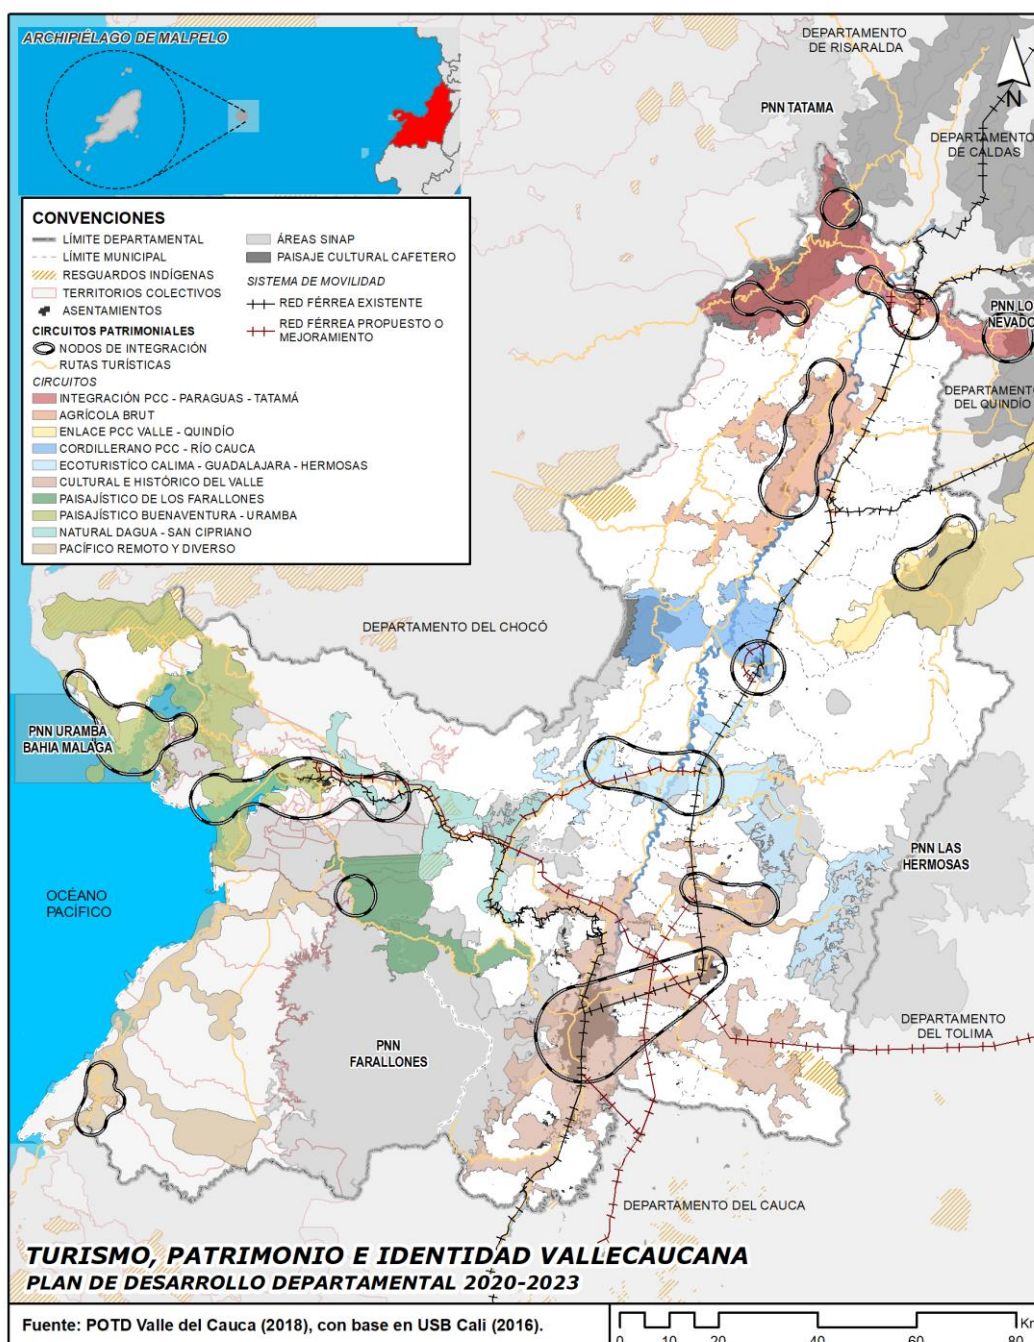 ARCHIPIÉLAGO DE MALPELO
DEPARTAMENTO
DE RISARALDA
N
PNN TATAMA
DEPARTAMENTO
DE CALDAS
CONVENCIONES
LÍMITE DEPARTAMENTAL
LÍMITE MUNICIPAL
RESGUARDOS INDÍGENAS
TERRITORIOS COLECTIVOS
ASENTAMIENTOS
CIRCUITOS PATRIMONIALES
NODOS DE INTEGRACIÓN
RUTAS TURÍSTICAS
CIRCUITOS
INTEGRACIÓN PCC - PARAGUAS - TATAMÁ
AGRÍCOLA BRUT
ENLACE PCC VALLE - QUINDÍO
CORDILLERANO PCC - RÍO CAUCA
ECOTURISTÍCO CALIMA - GUADALAJARA - HERMOSAS
CULTURAL E HISTÓRICO DEL VALLE
PAISAJÍSTICO DE LOS FARALLONES
PAISAJÍSTICO BUENAVENTURA - URAMBA
NATURAL DAGUA - SAN CIPRIANO
PACÍFICO REMOTO Y DIVERSO
ÁREAS SINAP
PAISAJE CULTURAL CAFETERO
SISTEMA DE MOVILIDAD
RED FÉRREA EXISTENTE
RED FÉRREA PROPUESTO O
MEJORAMIENTO
PNN LO
NEVADO
DEPARTAMENTO
DEL QUINDÍO
DEPARTAMENTO DEL CHOCÓ
PNN URAMBA
BAHIA MALAGA
OCÉANO
PACÍFICO
PNN LAS
HERMOSAS
PNN
FARALLONES
DEPARTAMENTO
DEL TOLIMA
DEPARTAMENTO DEL CAUCA
TURISMO, PATRIMONIO E IDENTIDAD VALLECAUCANA
PLAN DE DESARROLLO DEPARTAMENTAL 2020-2023
Fuente: POTD Valle del Cauca (2018), con base en USB Cali (2016).
Km
0 10 20 40 60 80